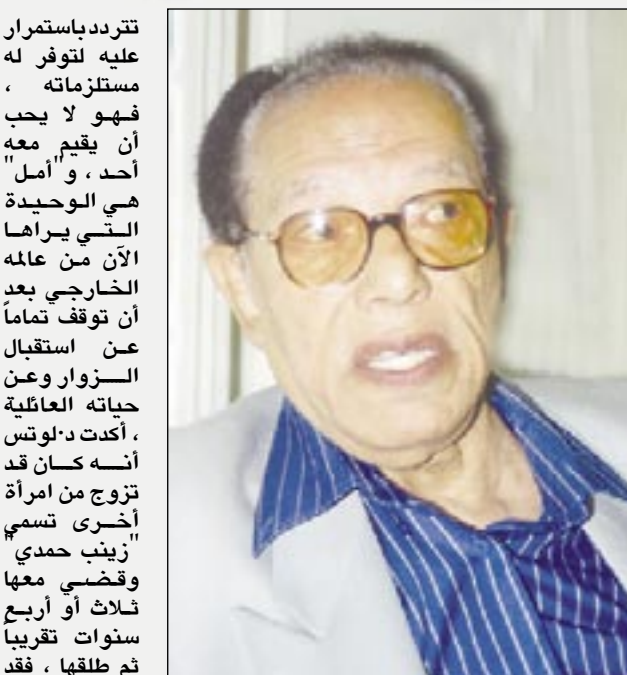 تتردد باستمرار
عليه لتوفر له
مستلزماته ،
فهو لا يحب
أن يقيم معه
أحد ، و"أمل"
هي الوحيدة
التي يراها
الآن من عالمه
الخارجي بعد
أن توقف تماماً
عن استقبال
الزوار وعن
حياته العائلية
، أكدت د.لوتس
أنه كان قد
تزوج من امرأة
أخرى تسمي
"زينب حمدي"
وقضي معها
ثلاث أو أربع
سنوات تقريباً
ثم طلقها ، فقد